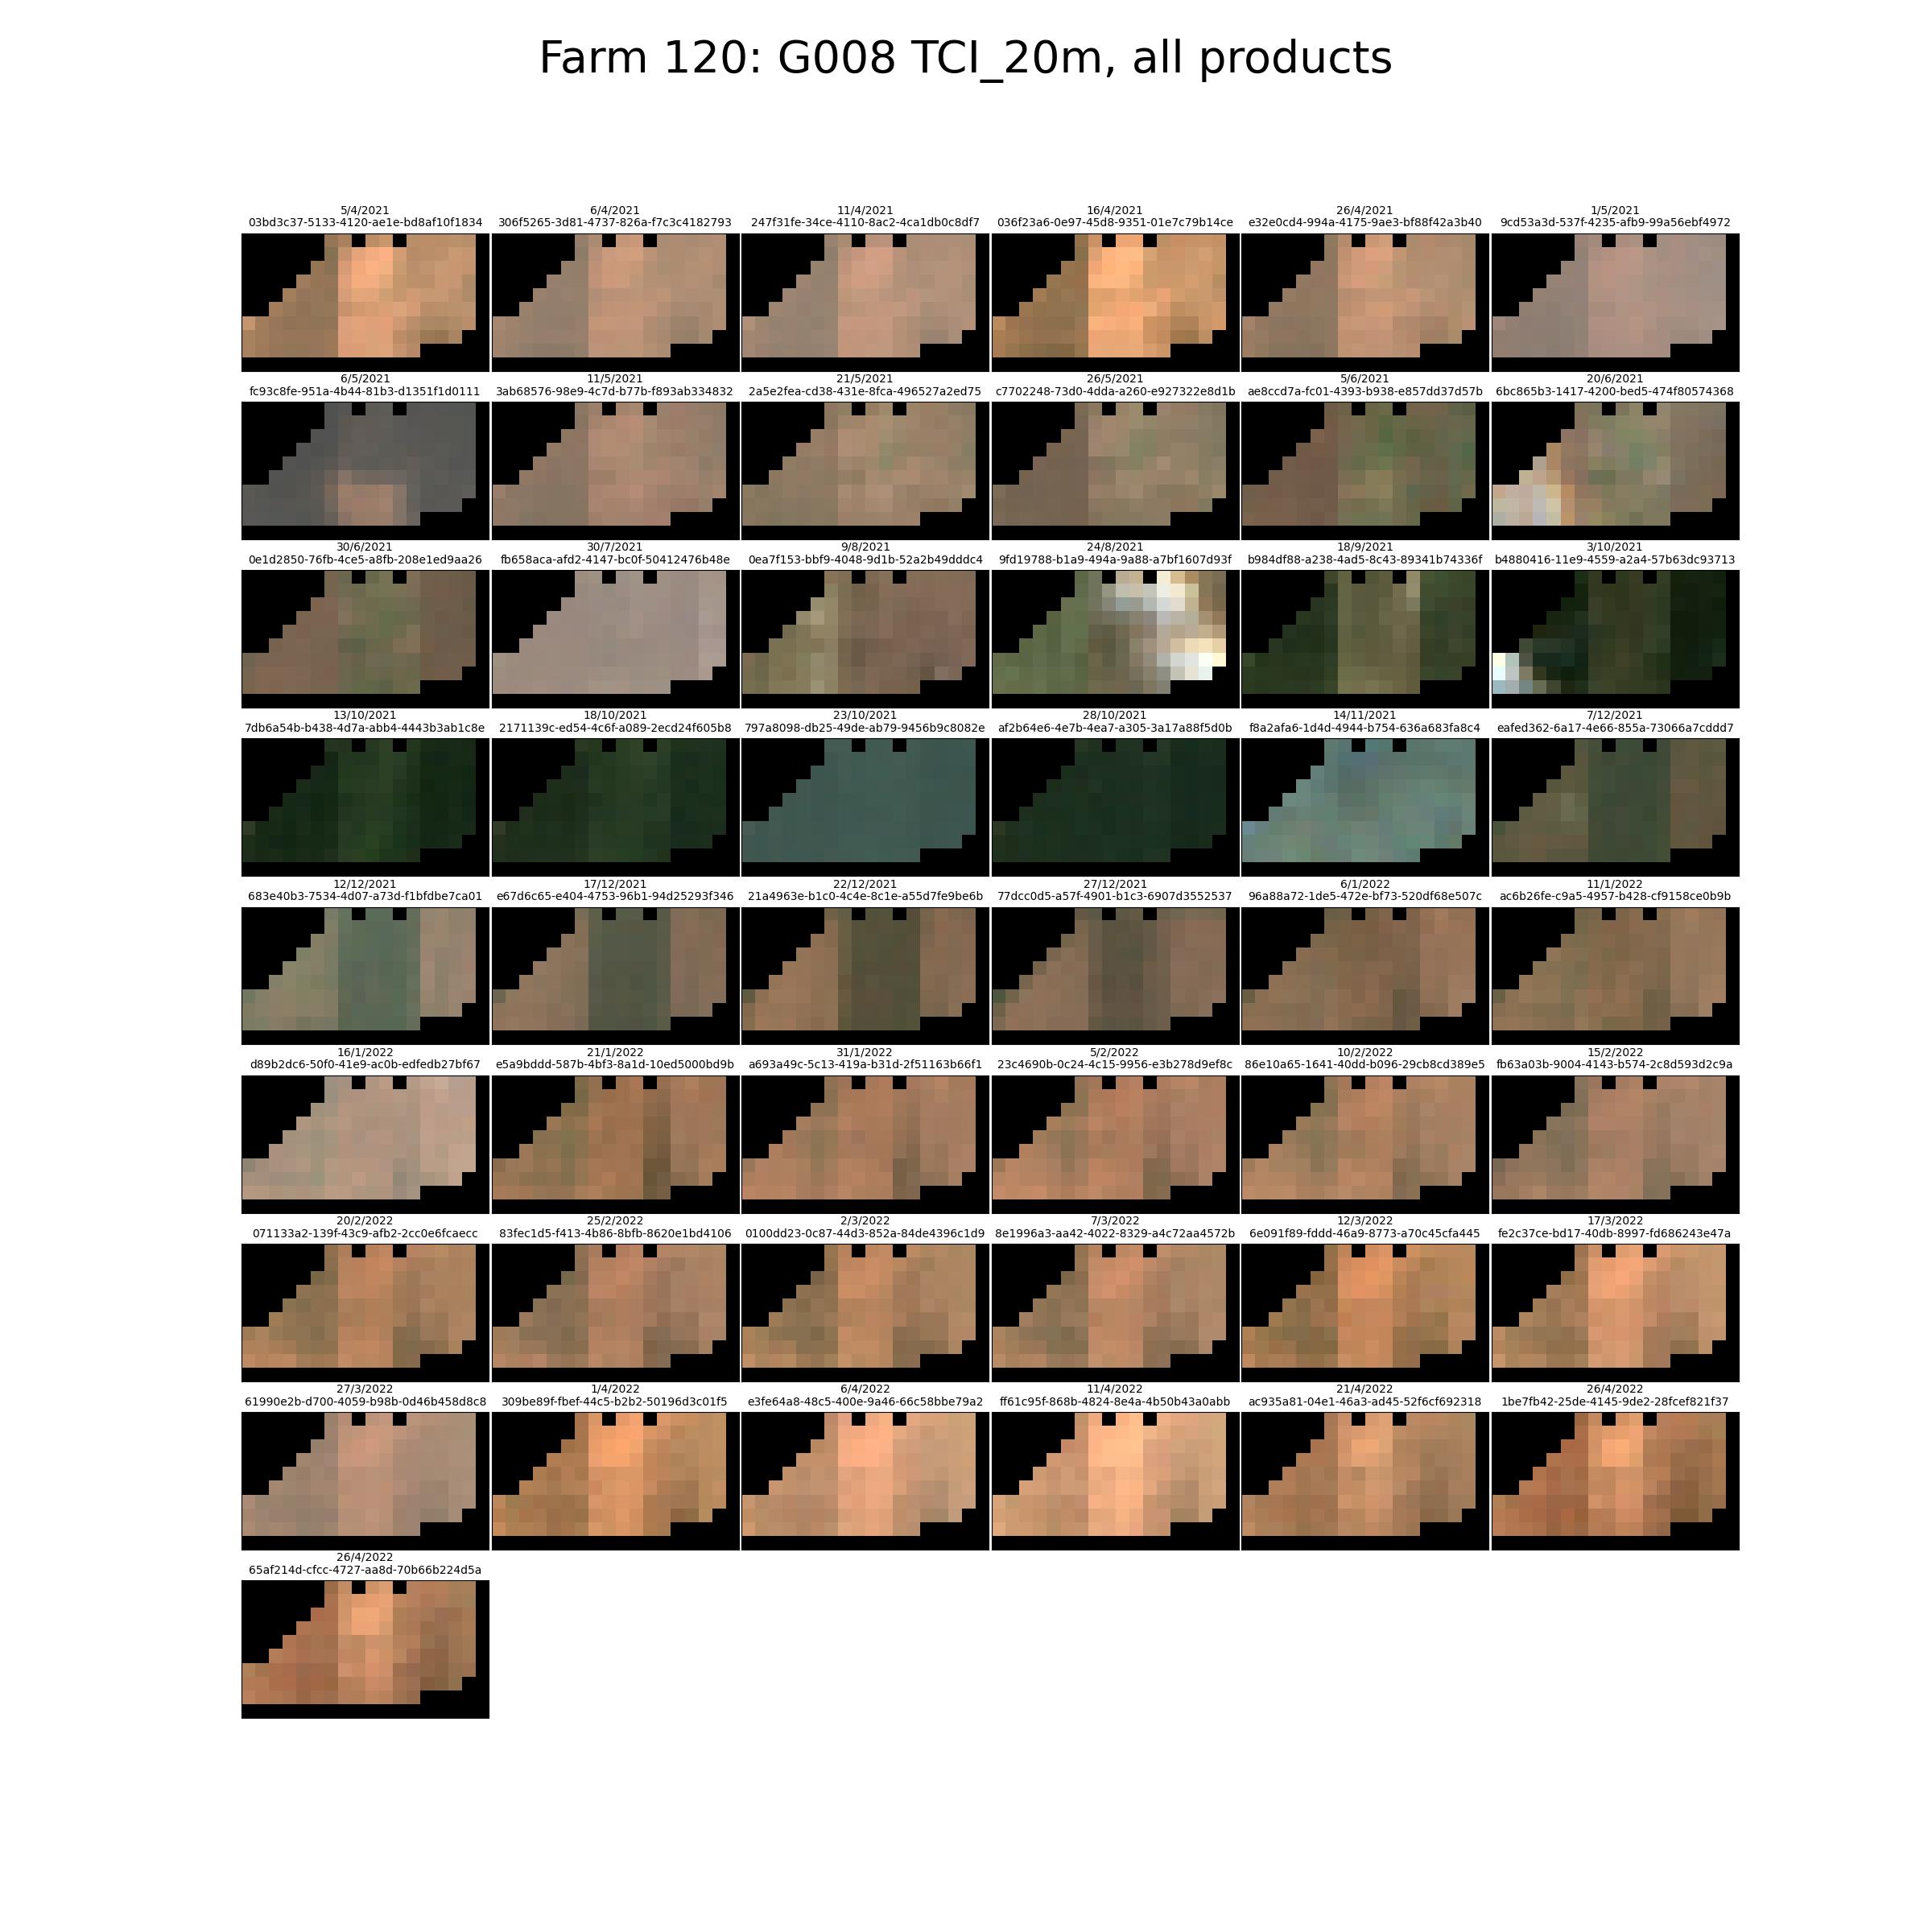 Farm 120: G008 TCI_20m, all products
5/4/2021 6/4/2021 11/4/2021 16/4/2021 26/4/2021 1/5/2021
03bd3c37-5133-4120-ae1e-bd8af10f1834 306f5265-3d81-4737-826a-f7c3c4182793 247f31fe-34ce-4110-8ac2-4ca1db0c8df7 036f23a6-0e97-45d8-9351-01e7c79b14ce e32e0cd4-994a-4175-9ae3-bf88f42a3b40 9cd53a3d-537f-4235-afb9-99a56ebf4972
6/5/2021 11/5/2021 21/5/2021 26/5/2021 5/6/2021 20/6/2021
fc93c8fe-951a-4b44-81b3-d1351f1d0111 3ab68576-98e9-4c7d-b77b-f893ab334832 2a5e2fea-cd38-431e-8fca-496527a2ed75 c7702248-73d0-4dda-a260-e927322e8d1b ae8ccd7a-fc01-4393-b938-e857dd37d57b 6bc865b3-1417-4200-bed5-474f80574368
30/6/2021 30/7/2021 9/8/2021 24/8/2021 18/9/2021 3/10/2021
0e1d2850-76fb-4ce5-a8fb-208e1ed9aa26 fb658aca-afd2-4147-bc0f-50412476b48e 0ea7f153-bbf9-4048-9d1b-52a2b49dddc4 9fd19788-b1a9-494a-9a88-a7bf1607d93f b984df88-a238-4ad5-8c43-89341b74336f b4880416-11e9-4559-a2a4-57b63dc93713
13/10/2021 18/10/2021 23/10/2021 28/10/2021 14/11/2021 7/12/2021
7db6a54b-b438-4d7a-abb4-4443b3ab1c8e 2171139c-ed54-4c6f-a089-2ecd24f605b8 797a8098-db25-49de-ab79-9456b9c8082e af2b64e6-4e7b-4ea7-a305-3a17a88f5d0b f8a2afa6-1d4d-4944-b754-636a683fa8c4 eafed362-6a17-4e66-855a-73066a7cddd7
12/12/2021 17/12/2021 22/12/2021 27/12/2021 6/1/2022 11/1/2022
683e40b3-7534-4d07-a73d-f1bfdbe7ca01 e67d6c65-e404-4753-96b1-94d25293f346 21a4963e-b1c0-4c4e-8c1e-a55d7fe9be6b 77dcc0d5-a57f-4901-b1c3-6907d3552537 96a88a72-1de5-472e-bf73-520df68e507c ac6b26fe-c9a5-4957-b428-cf9158ce0b9b
16/1/2022 21/1/2022 31/1/2022 5/2/2022 10/2/2022 15/2/2022
d89b2dc6-50f0-41e9-ac0b-edfedb27bf67 e5a9bddd-587b-4bf3-8a1d-10ed5000bd9b a693a49c-5c13-419a-b31d-2f51163b66f1 23c4690b-0c24-4c15-9956-e3b278d9ef8c 86e10a65-1641-40dd-b096-29cb8cd389e5 fb63a03b-9004-4143-b574-2c8d593d2c9a
20/2/2022 25/2/2022 2/3/2022 7/3/2022 12/3/2022 17/3/2022
071133a2-139f-43c9-afb2-2cc0e6fcaecc 83fec1d5-f413-4b86-8bfb-8620e1bd4106 0100dd23-0c87-44d3-852a-84de4396c1d9 8e1996a3-aa42-4022-8329-a4c72aa4572b 6e091f89-fddd-46a9-8773-a70c45cfa445 fe2c37ce-bd17-40db-8997-fd686243e47a
27/3/2022 1/4/2022 6/4/2022 11/4/2022 21/4/2022 26/4/2022
61990e2b-d700-4059-b98b-0d46b458d8c8 309be89f-fbef-44c5-b2b2-50196d3c01f5 e3fe64a8-48c5-400e-9a46-66c58bbe79a2 ff61c95f-868b-4824-8e4a-4b50b43a0abb ac935a81-04e1-46a3-ad45-52f6cf692318 1be7fb42-25de-4145-9de2-28fcef821f37
26/4/2022
65af214d-cfcc-4727-aa8d-70b66b224d5a